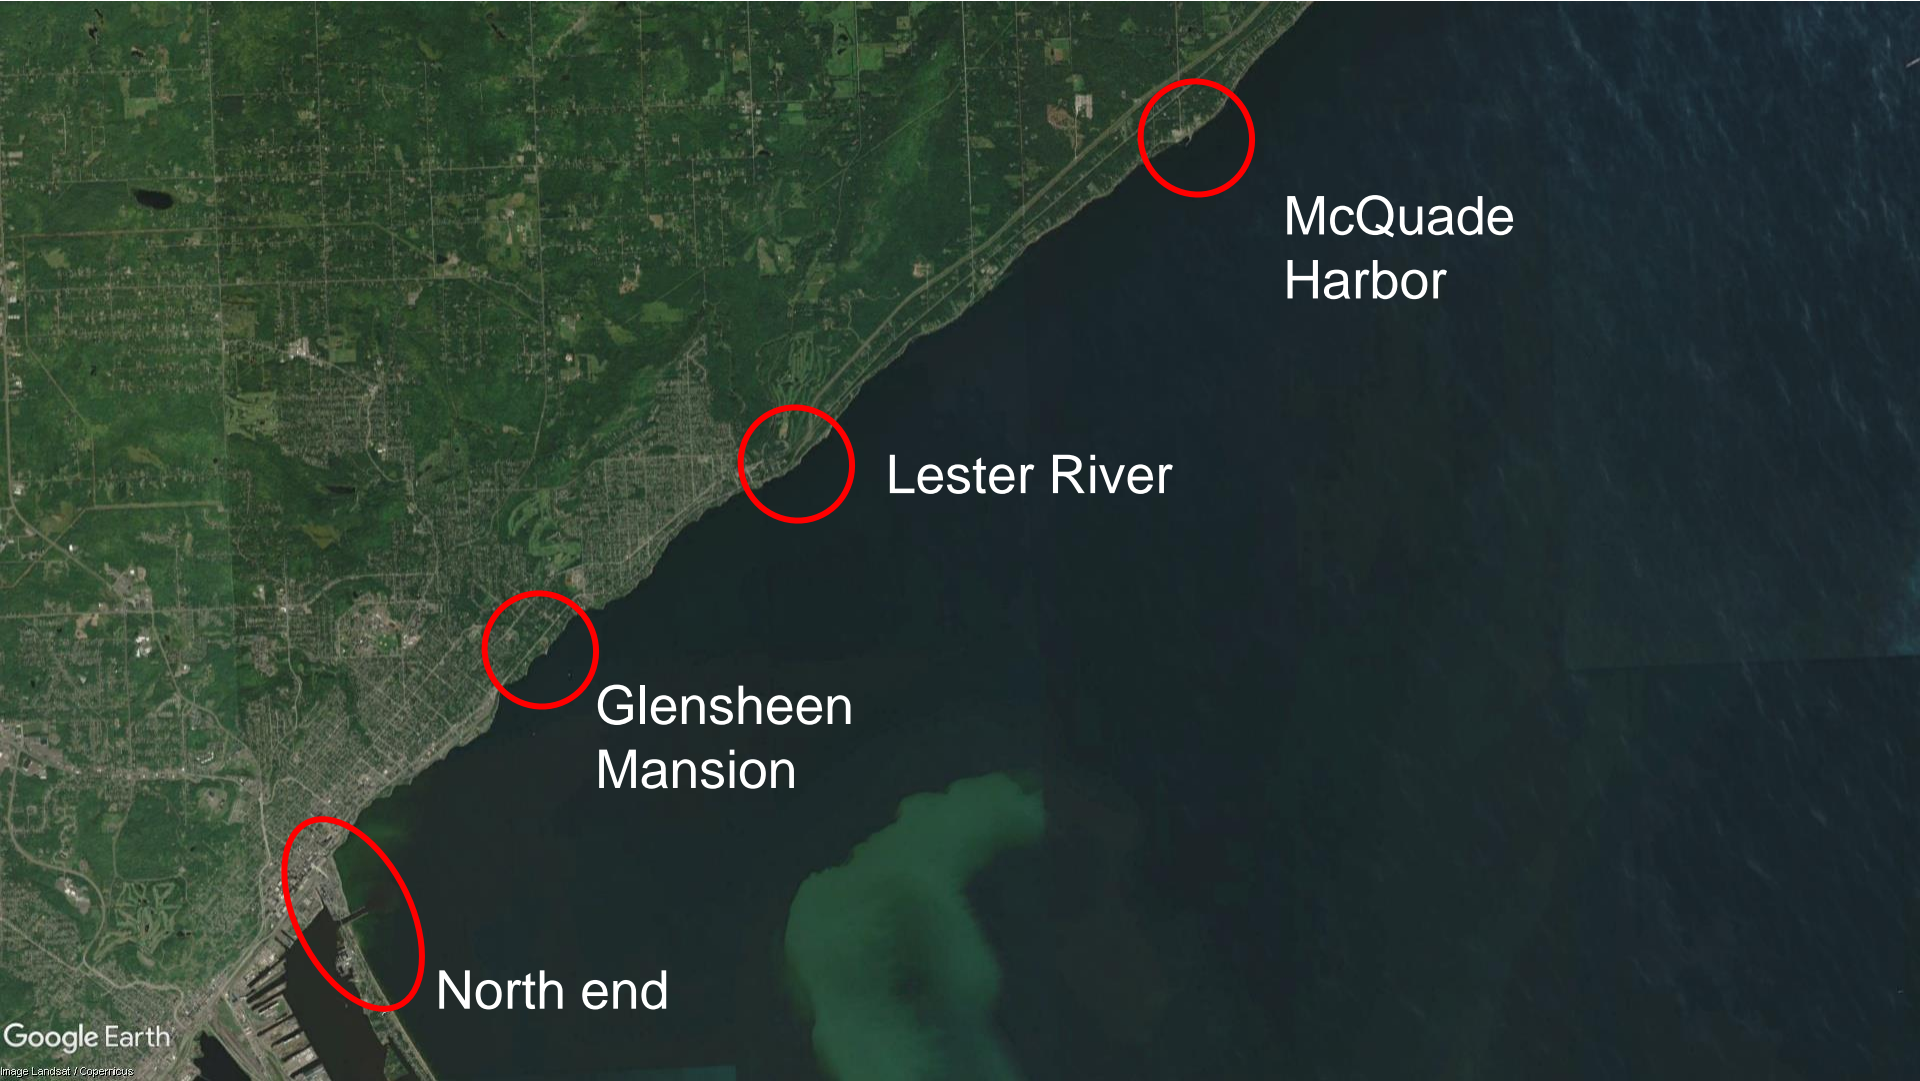 McQuade
Harbor
Lester River
Glensheen
Mansion
North end
Google Earth
Image Landsat / Copernicus